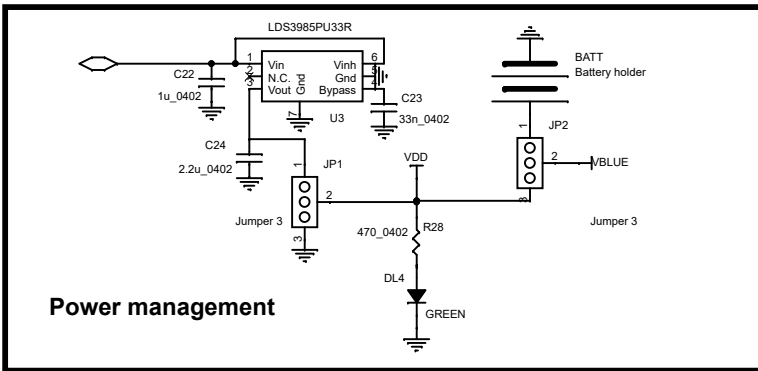 LDS3985PU33R
1 Vin Vinh 6
2 N.C. Gnd 5
3 Vout Gnd Bypass 4
7
U3
C22
1u_0402
C23
33n_0402
C24
2.2u_0402
JP1
1
2
3
Jumper 3
VDD
470_0402 R28
DL4
GREEN
BATT
Battery holder
JP2
1
2
3
VBLUE
Jumper 3
Power management